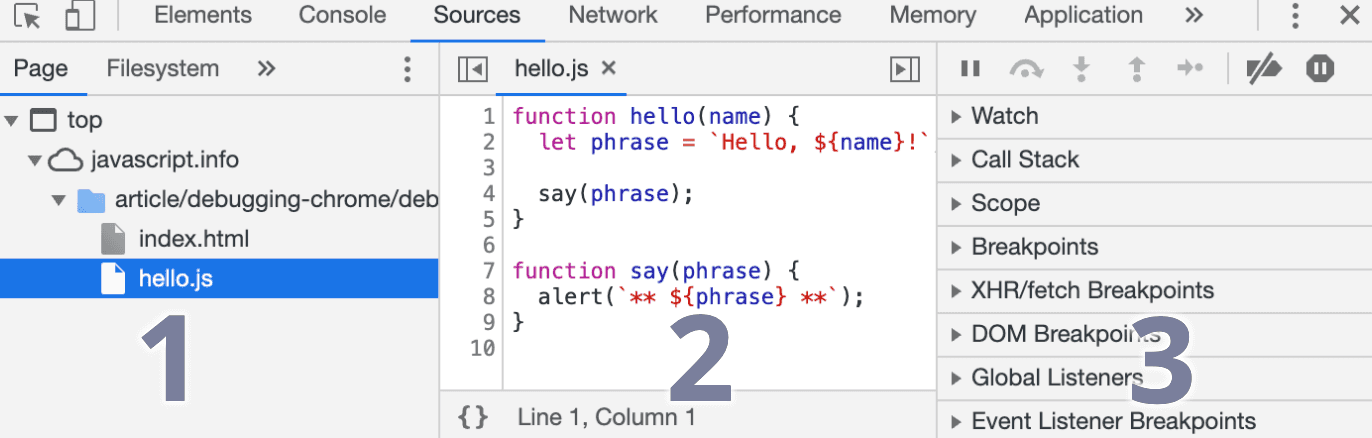 Elements Console Sources Network Performance Memory Application »
Page Filesystem »
top
javascript.info
article/debugging-chrome/deb
index.html
hello.js
1
hello.js ×
1 function hello(name) {
2 let phrase = `Hello, ${name}!`
3
4 say(phrase);
5 }
6
7 function say(phrase) {
8 alert(`** ${phrase} **`);
9 }
10
2
{} Line 1, Column 1
Watch
Call Stack
Scope
Breakpoints
XHR/fetch Breakpoints
DOM Breakpoints
Global Listeners
Event Listener Breakpoints
3